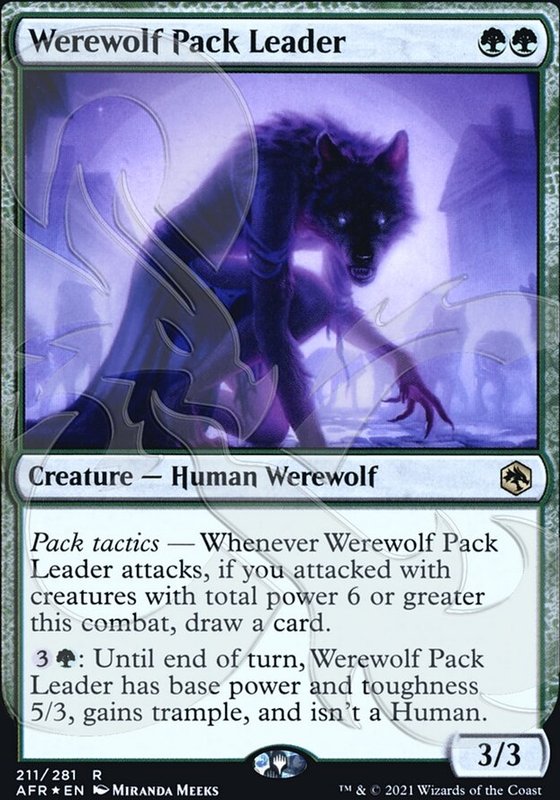 Werewolf Pack Leader
Creature — Human Werewolf
Pack tactics — Whenever Werewolf Pack
Leader attacks, if you attacked with
creatures with total power 6 or greater
this combat, draw a card.
3 : Until end of turn, Werewolf Pack
Leader has base power and toughness
5/3, gains trample, and isn't a Human.
3/3
211/281 R
AFR★EN Miranda Meeks
™ & © 2021 Wizards of the Coast